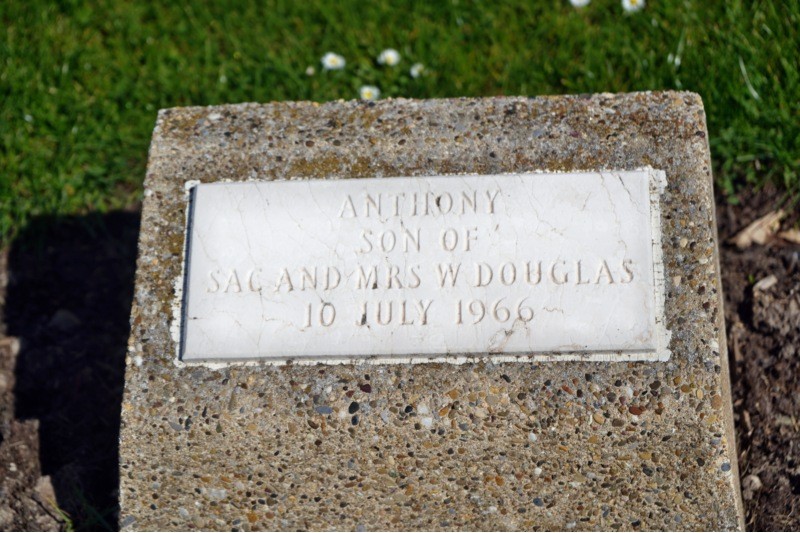 ANTHONY
SON OF
SAC AND MRS W DOUGLAS
10 JULY 1966